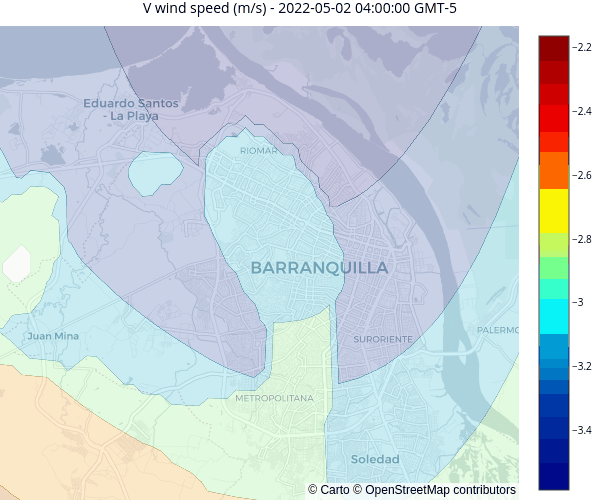 V wind speed (m/s) - 2022-05-02 04:00:00 GMT-5
Eduardo Santos
- La Playa
RIOMAR
BARRANQUILLA
Juan Mina
SURORIENTE
PALERMO
METROPOLITANA
Soledad
© Carto © OpenStreetMap contributors
−2.2
−2.4
−2.6
−2.8
−3
−3.2
−3.4